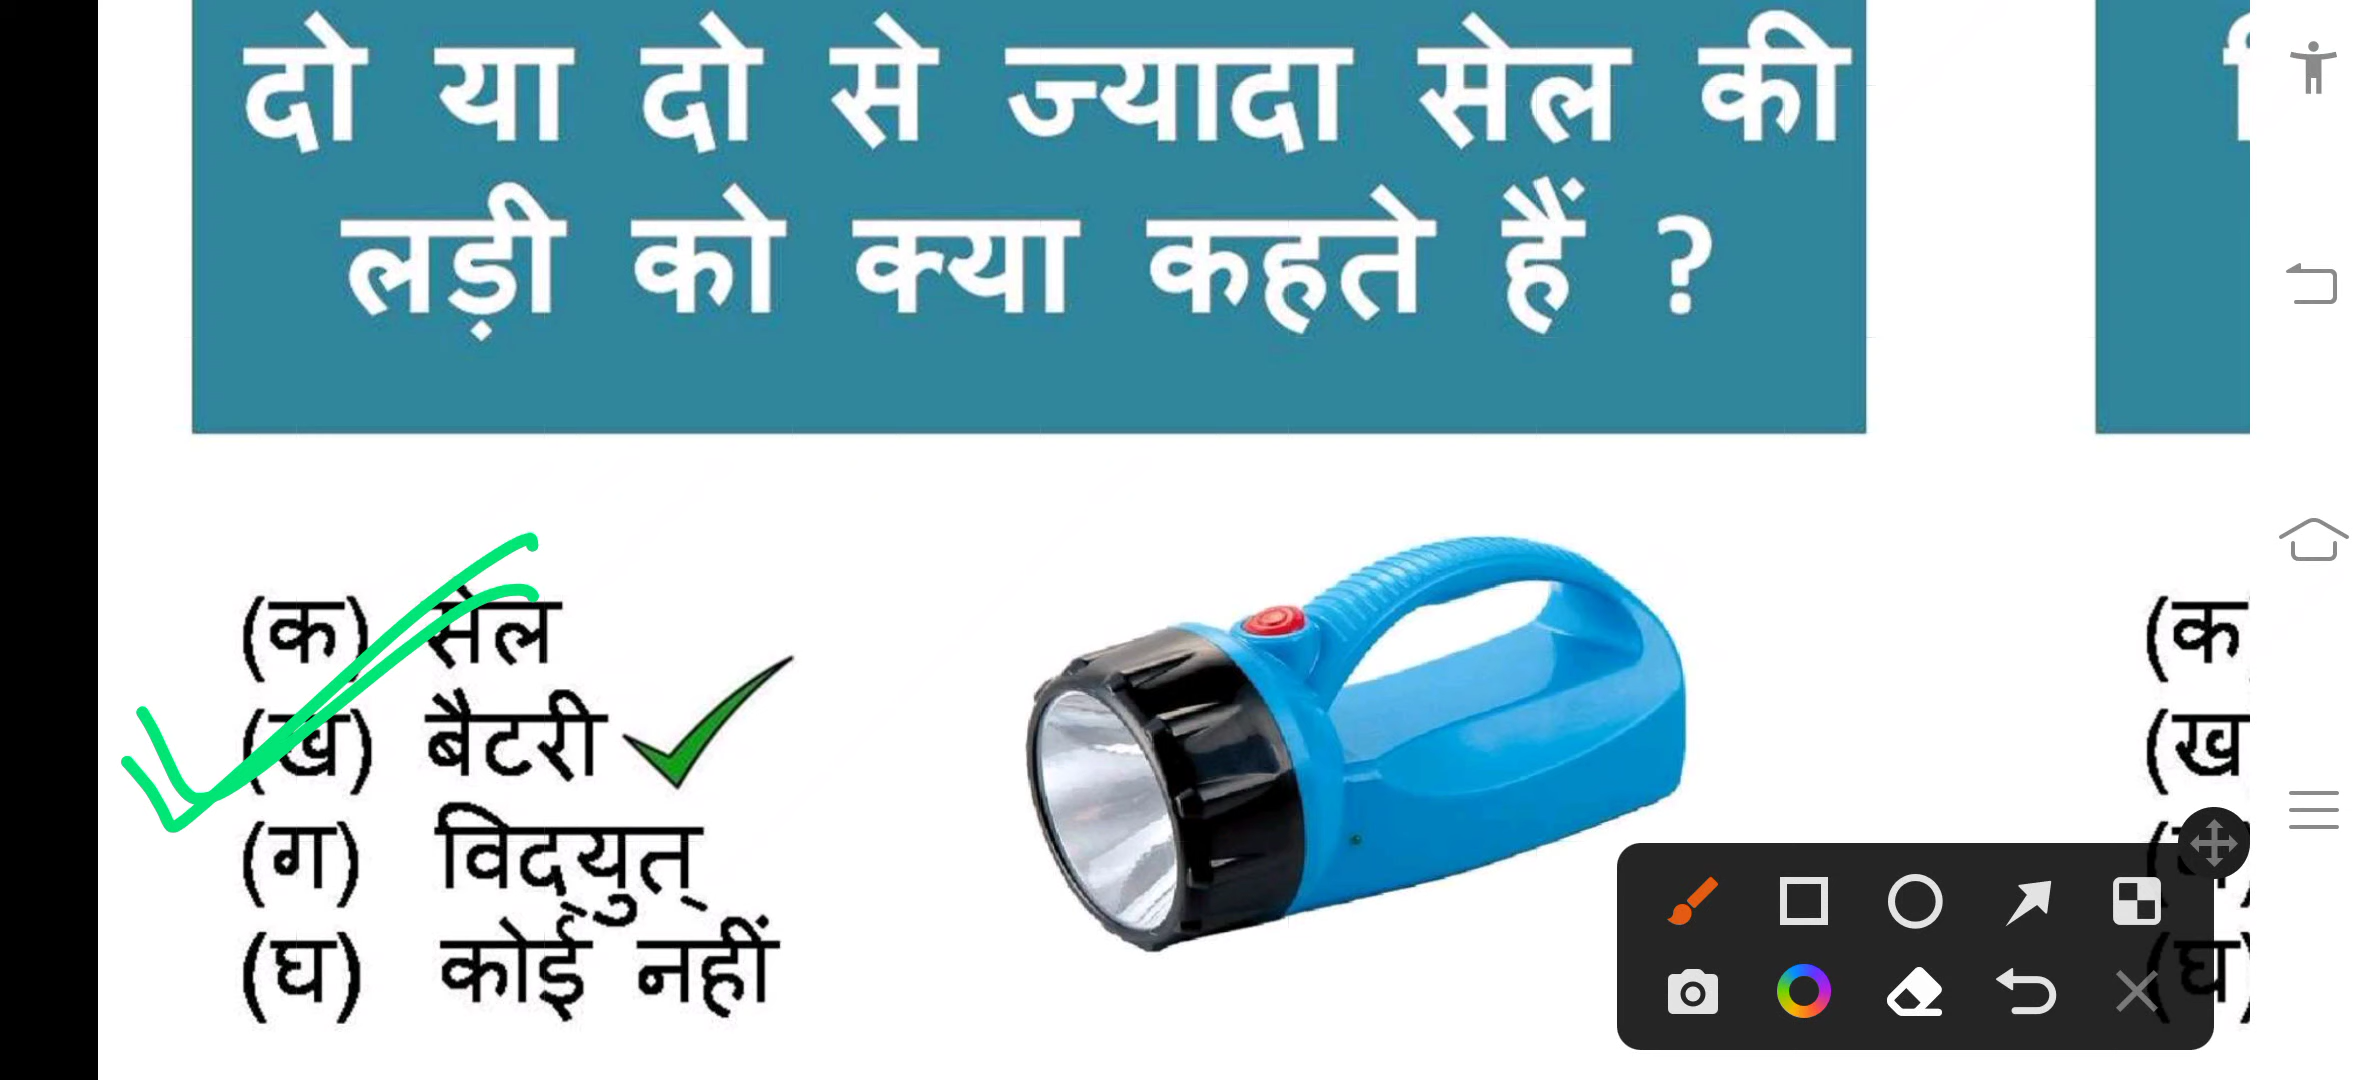 दो या दो से ज्यादा सेल की
लड़ी को क्या कहते हैं ?
(क) सेल
(ख) बैटरी
(ग) विद्युत्
(घ) कोई नहीं
(क
(ख
(घ)